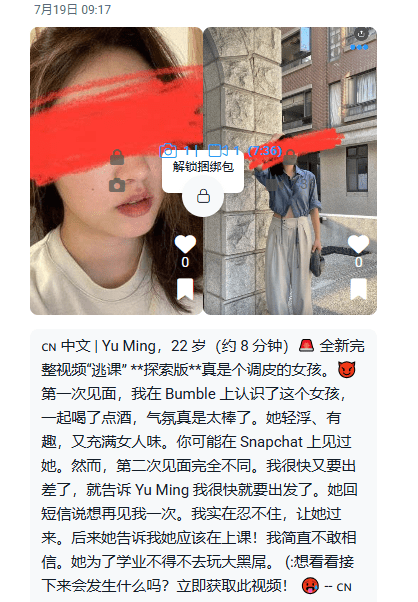 7月19日 09:17
1 | 1 (7:36)
解锁捆绑包
0
0
CN 中文 | Yu Ming，22 岁（约 8 分钟）🚨 全新完
整视频“逃课” **探索版**真是个调皮的女孩。😈
第一次见面，我在 Bumble 上认识了这个女孩，
一起喝了点酒，气氛真是太棒了。她轻浮、有
趣，又充满女人味。你可能在 Snapchat 上见过
她。然而，第二次见面完全不同。我很快又要出
差了，就告诉 Yu Ming 我很快就要出发了。她回
短信说想再见我一次。我实在忍不住，让她过
来。后来她告诉我她应该在上课！我简直不敢相
信。她为了学业不得不去玩大黑屌。 (:想看看接
下来会发生什么吗？立即获取此视频！ 🥵 -- CN